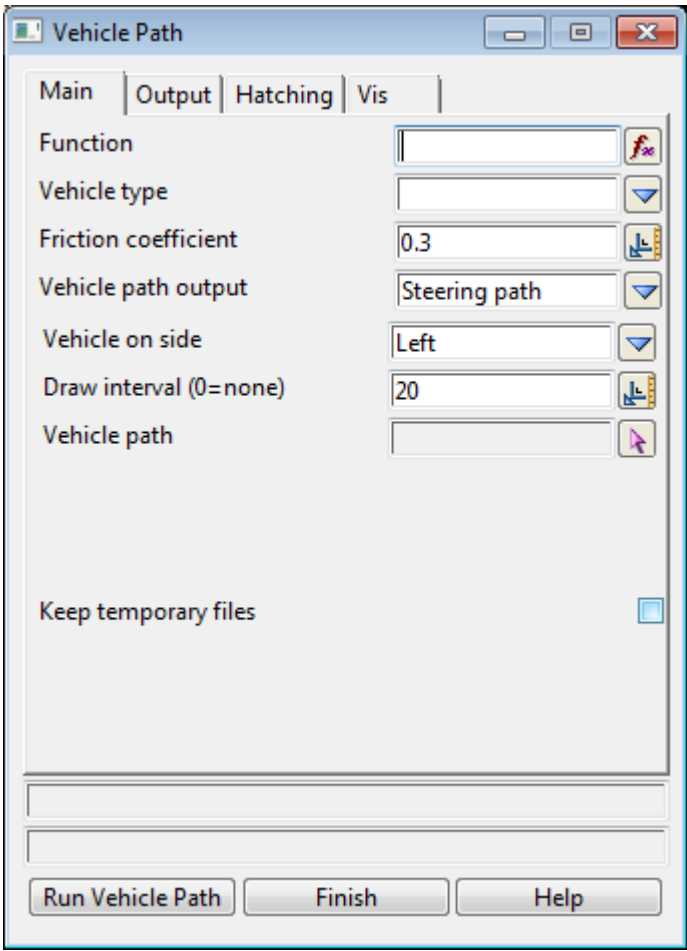 Vehicle Path
Main Output Hatching Vis
Function
Vehicle type
Friction coefficient 0.3
Vehicle path output Steering path
Vehicle on side Left
Draw interval (0=none) 20
Vehicle path
Keep temporary files
Run Vehicle Path Finish Help